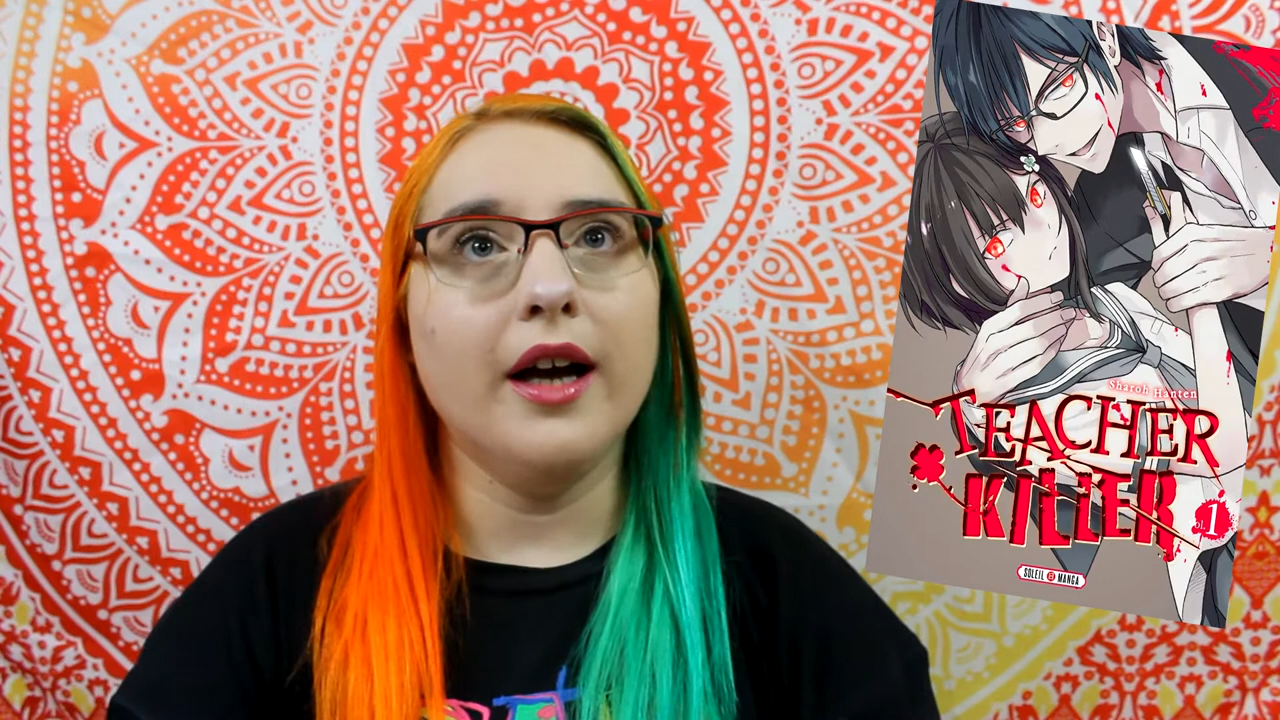 Sharoh Hanten
TEACHER
KILLER
Vol.1
SOLEIL MANGA